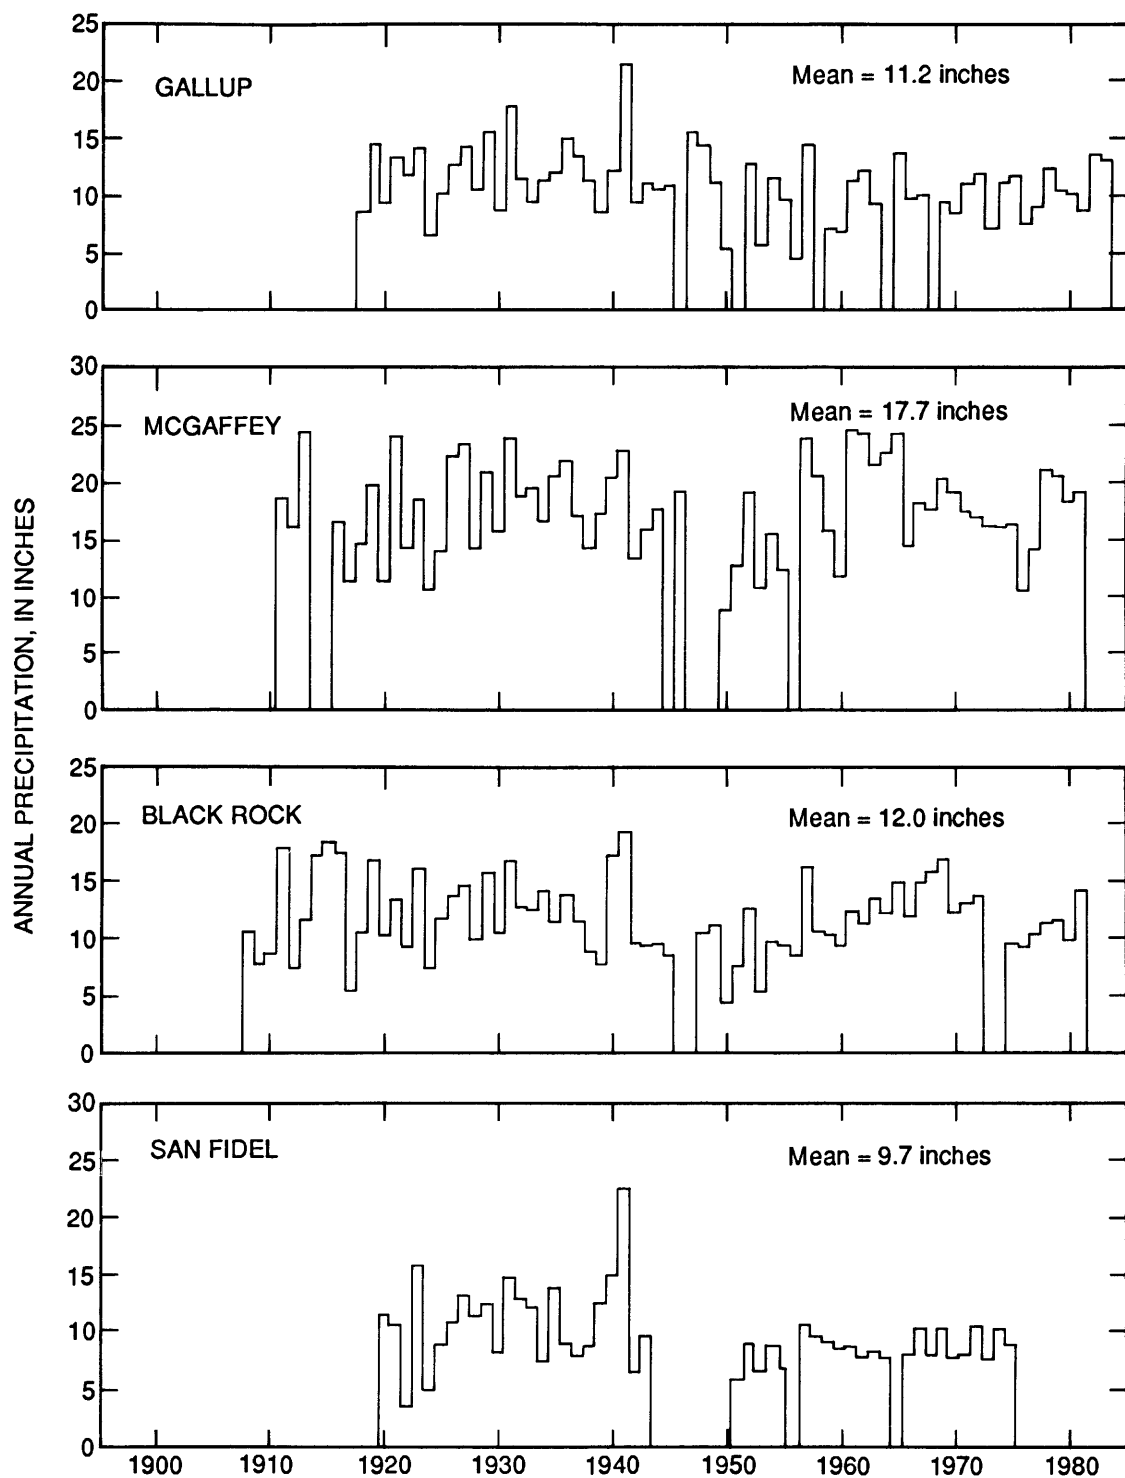 ANNUAL PRECIPITATION, IN INCHES
25
20
15
10
5
0
GALLUP
Mean = 11.2 inches
30
25
20
15
10
5
0
MCGAFFEY
Mean = 17.7 inches
25
20
15
10
5
0
BLACK ROCK
Mean = 12.0 inches
30
25
20
15
10
5
0
SAN FIDEL
Mean = 9.7 inches
1900 1910 1920 1930 1940 1950 1960 1970 1980